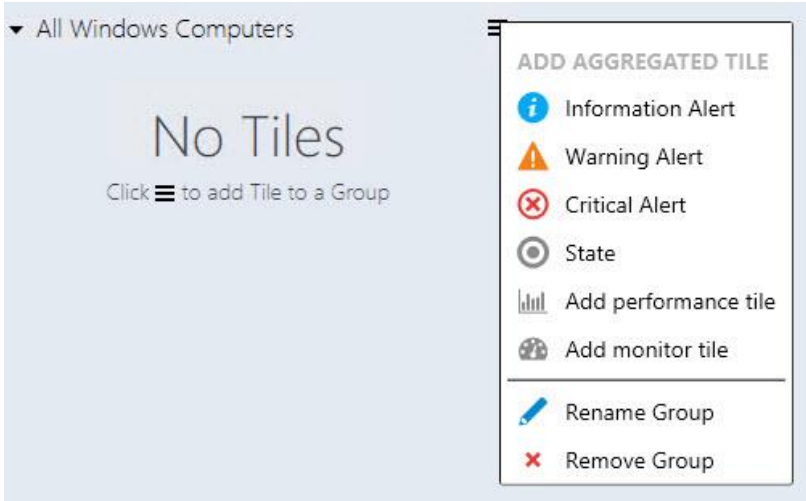 All Windows Computers
No Tiles
Click to add Tile to a Group
ADD AGGREGATED TILE
Information Alert
Warning Alert
Critical Alert
State
Add performance tile
Add monitor tile
Rename Group
Remove Group